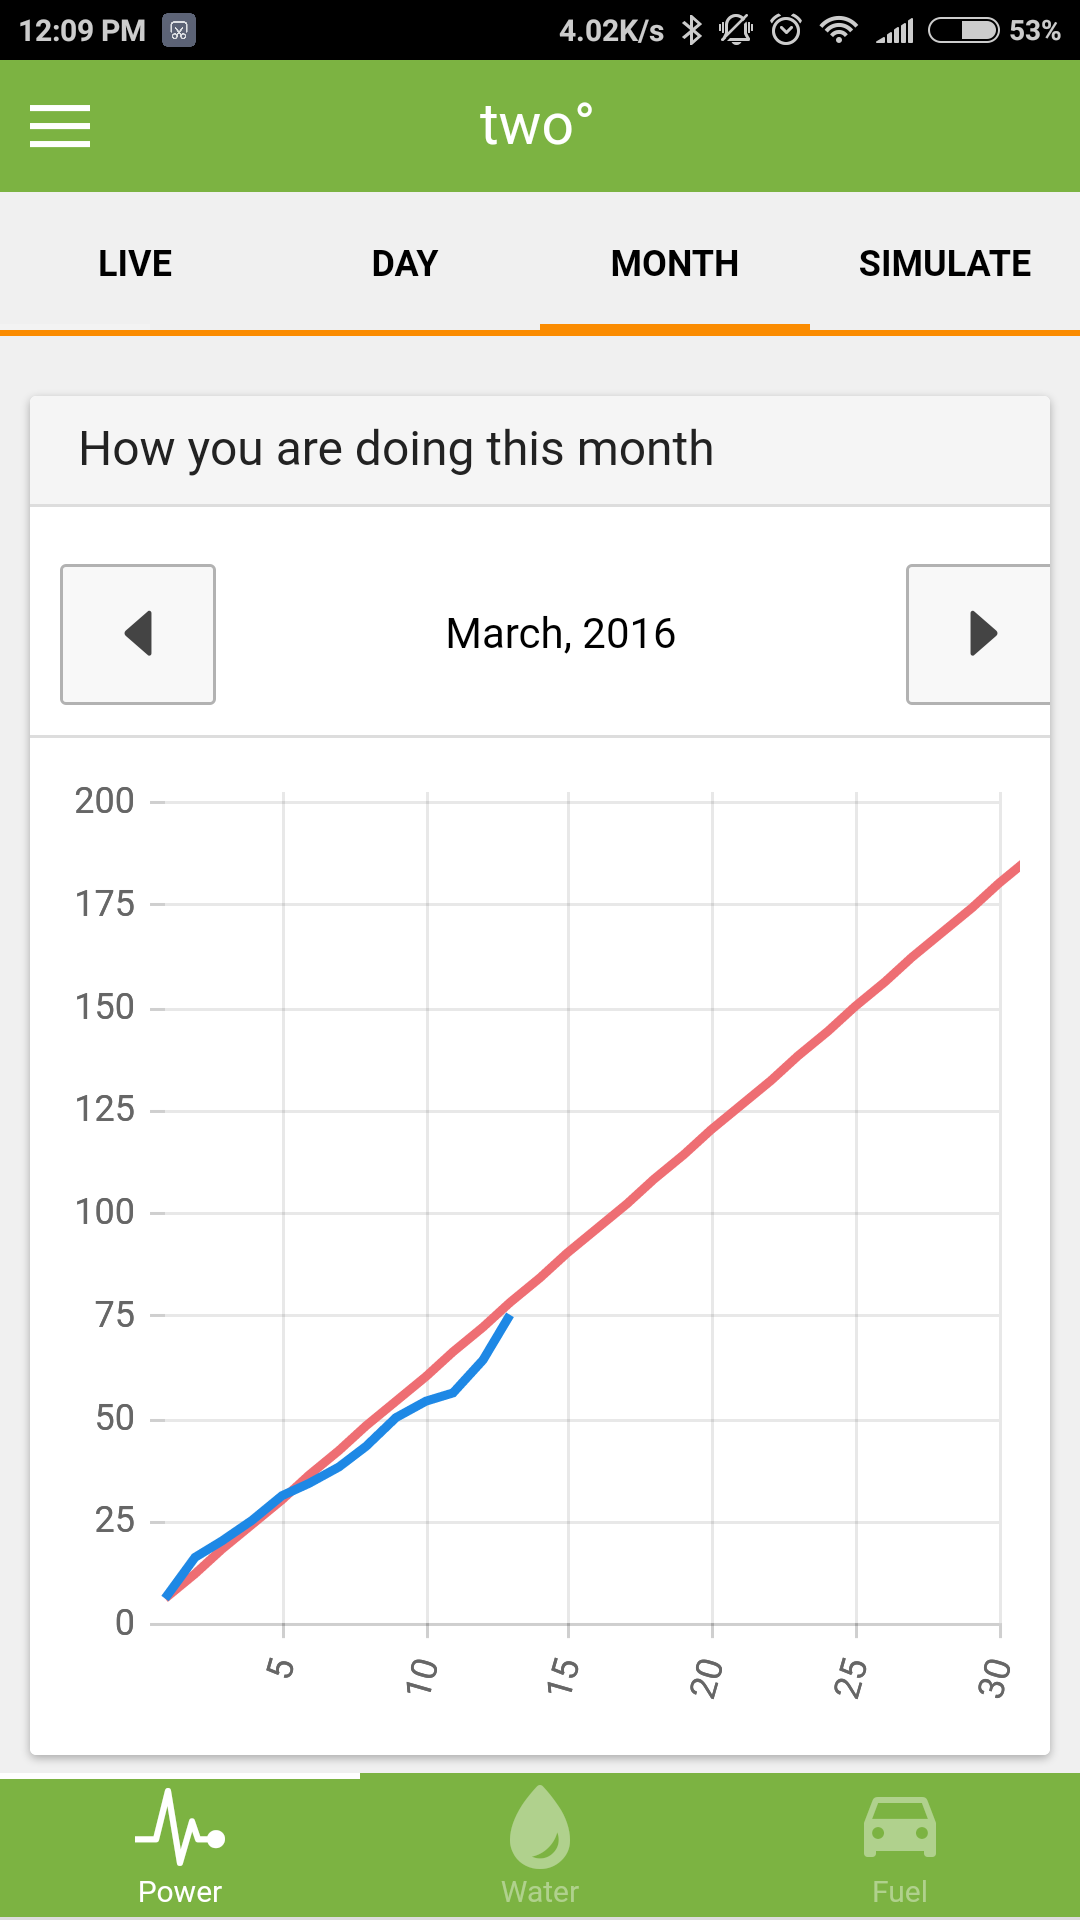 12:09 PM 4.02K/s 53%
two°
LIVE DAY MONTH SIMULATE
How you are doing this month
March, 2016
200
175
150
125
100
75
50
25
0
5 10 15 20 25 30
Power Water Fuel